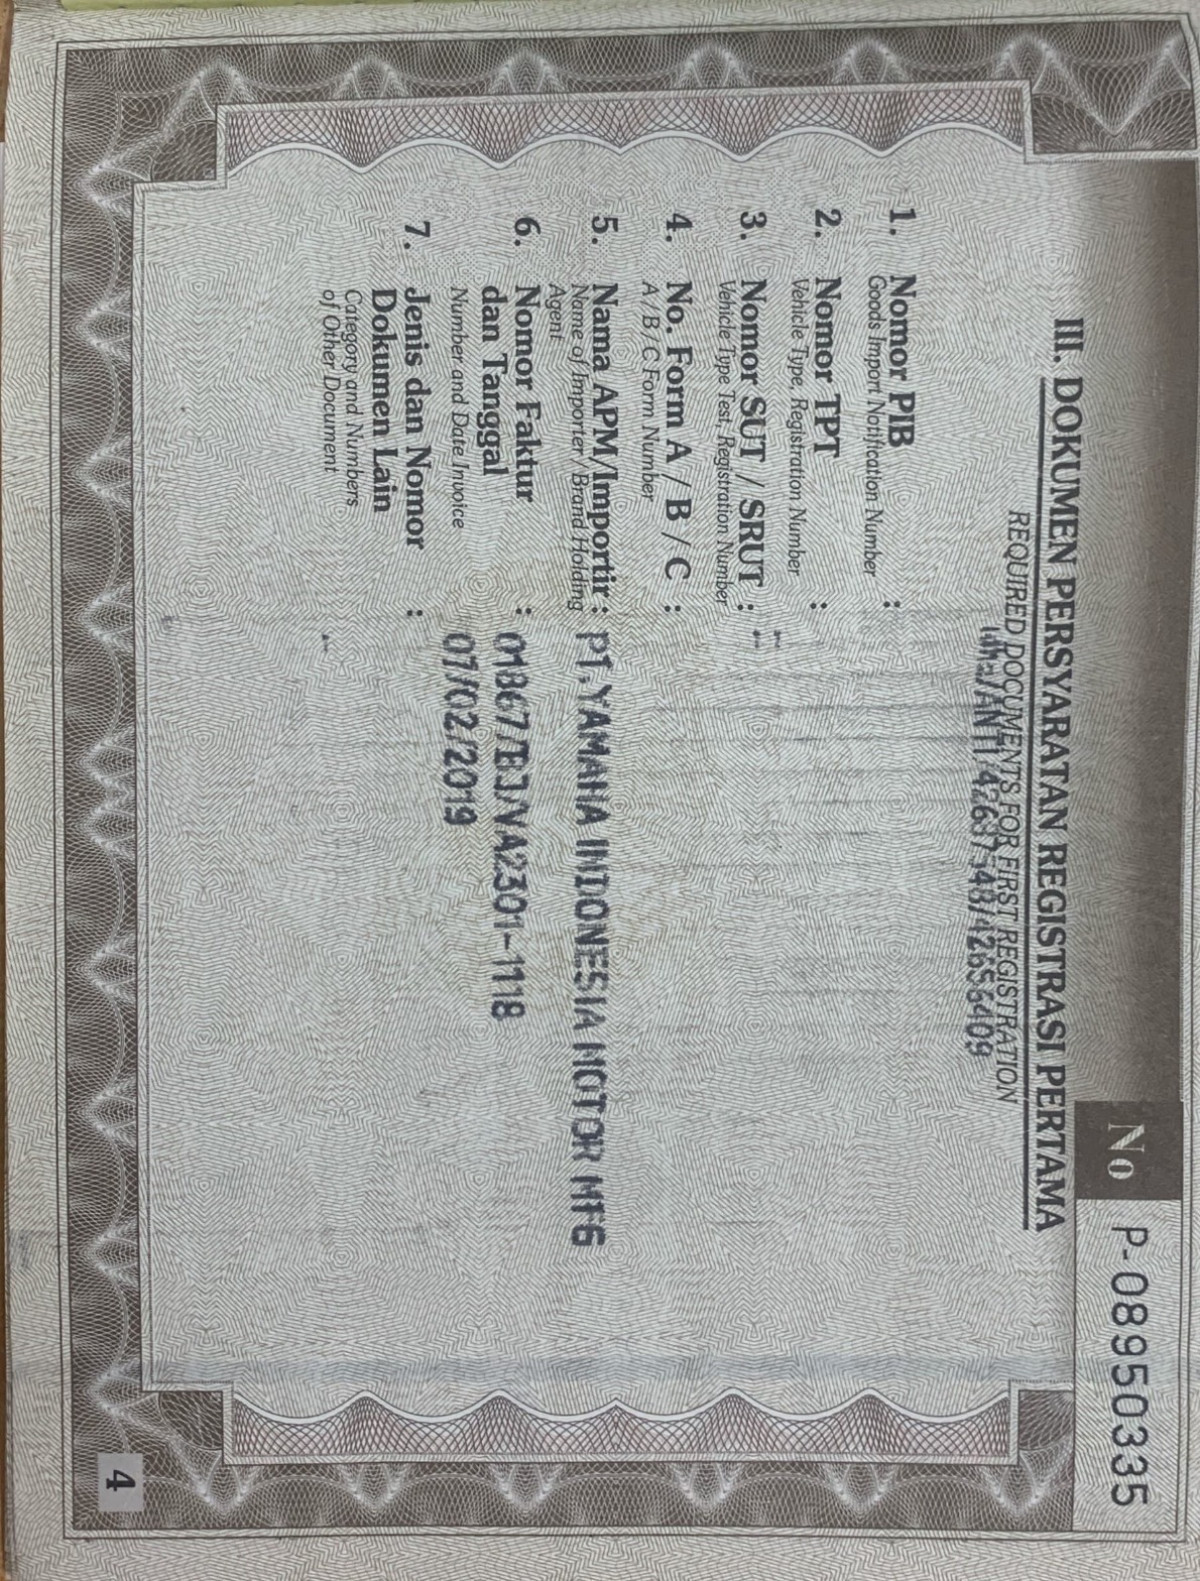 No P-08950335
III. DOKUMEN PERSYARATAN REGISTRASI PERTAMA
REQUIRED DOCUMENTS FOR FIRST REGISTRATION
1. Nomor PIB :
Goods Import Notification Number
2. Nomor TPT :
Vehicle Type, Registration Number
3. Nomor SUT / SRUT : --
Vehicle Type Test, Registration Number
4. No. Form A / B / C :
A / B / C Form Number
5. Nama APM/Importir : PT.YAMAHA INDONESIA MOTOR MFG
Name of Importer / Brand Holding
Agent
6. Nomor Faktur : 01867/TBJ/VA2301-1118
dan Tanggal 07/02/2019
Number and Date Invoice
7. Jenis dan Nomor :
Dokumen Lain
Category and Numbers --
of Other Document
4